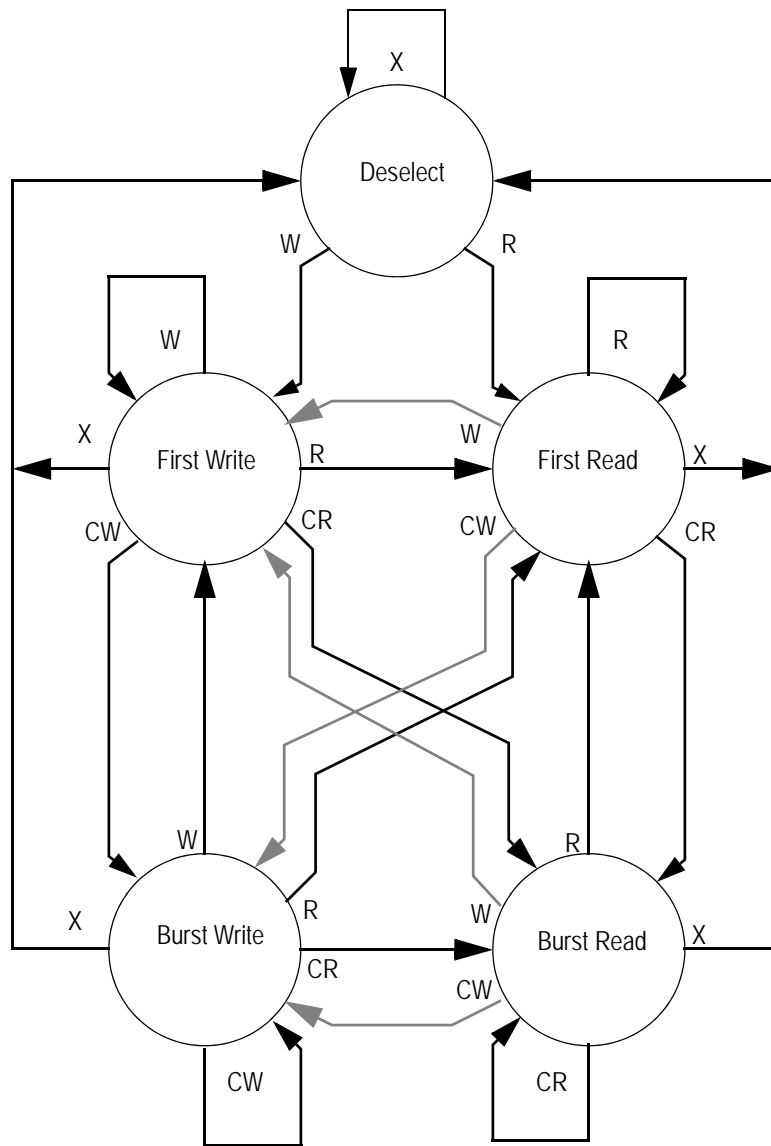 X
Deselect
W
R
W
R
X
W
First Write
R
First Read
X
CW
CR
CW
CR
W
R
X
R
W
Burst Write
Burst Read
X
CR
CW
CW
CR